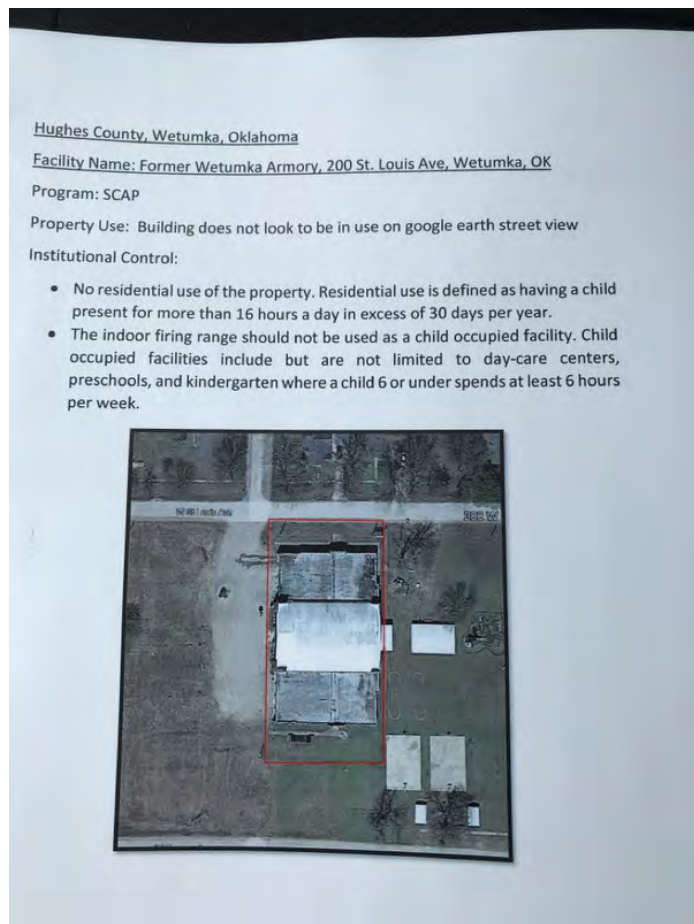 Hughes County, Wetumka, Oklahoma
Facility Name: Former Wetumka Armory, 200 St. Louis Ave, Wetumka, OK
Program: SCAP
Property Use: Building does not look to be in use on google earth street view
Institutional Control:
• No residential use of the property. Residential use is defined as having a child
present for more than 16 hours a day in excess of 30 days per year.
• The indoor firing range should not be used as a child occupied facility. Child
occupied facilities include but are not limited to day-care centers,
preschools, and kindergarten where a child 6 or under spends at least 6 hours
per week.